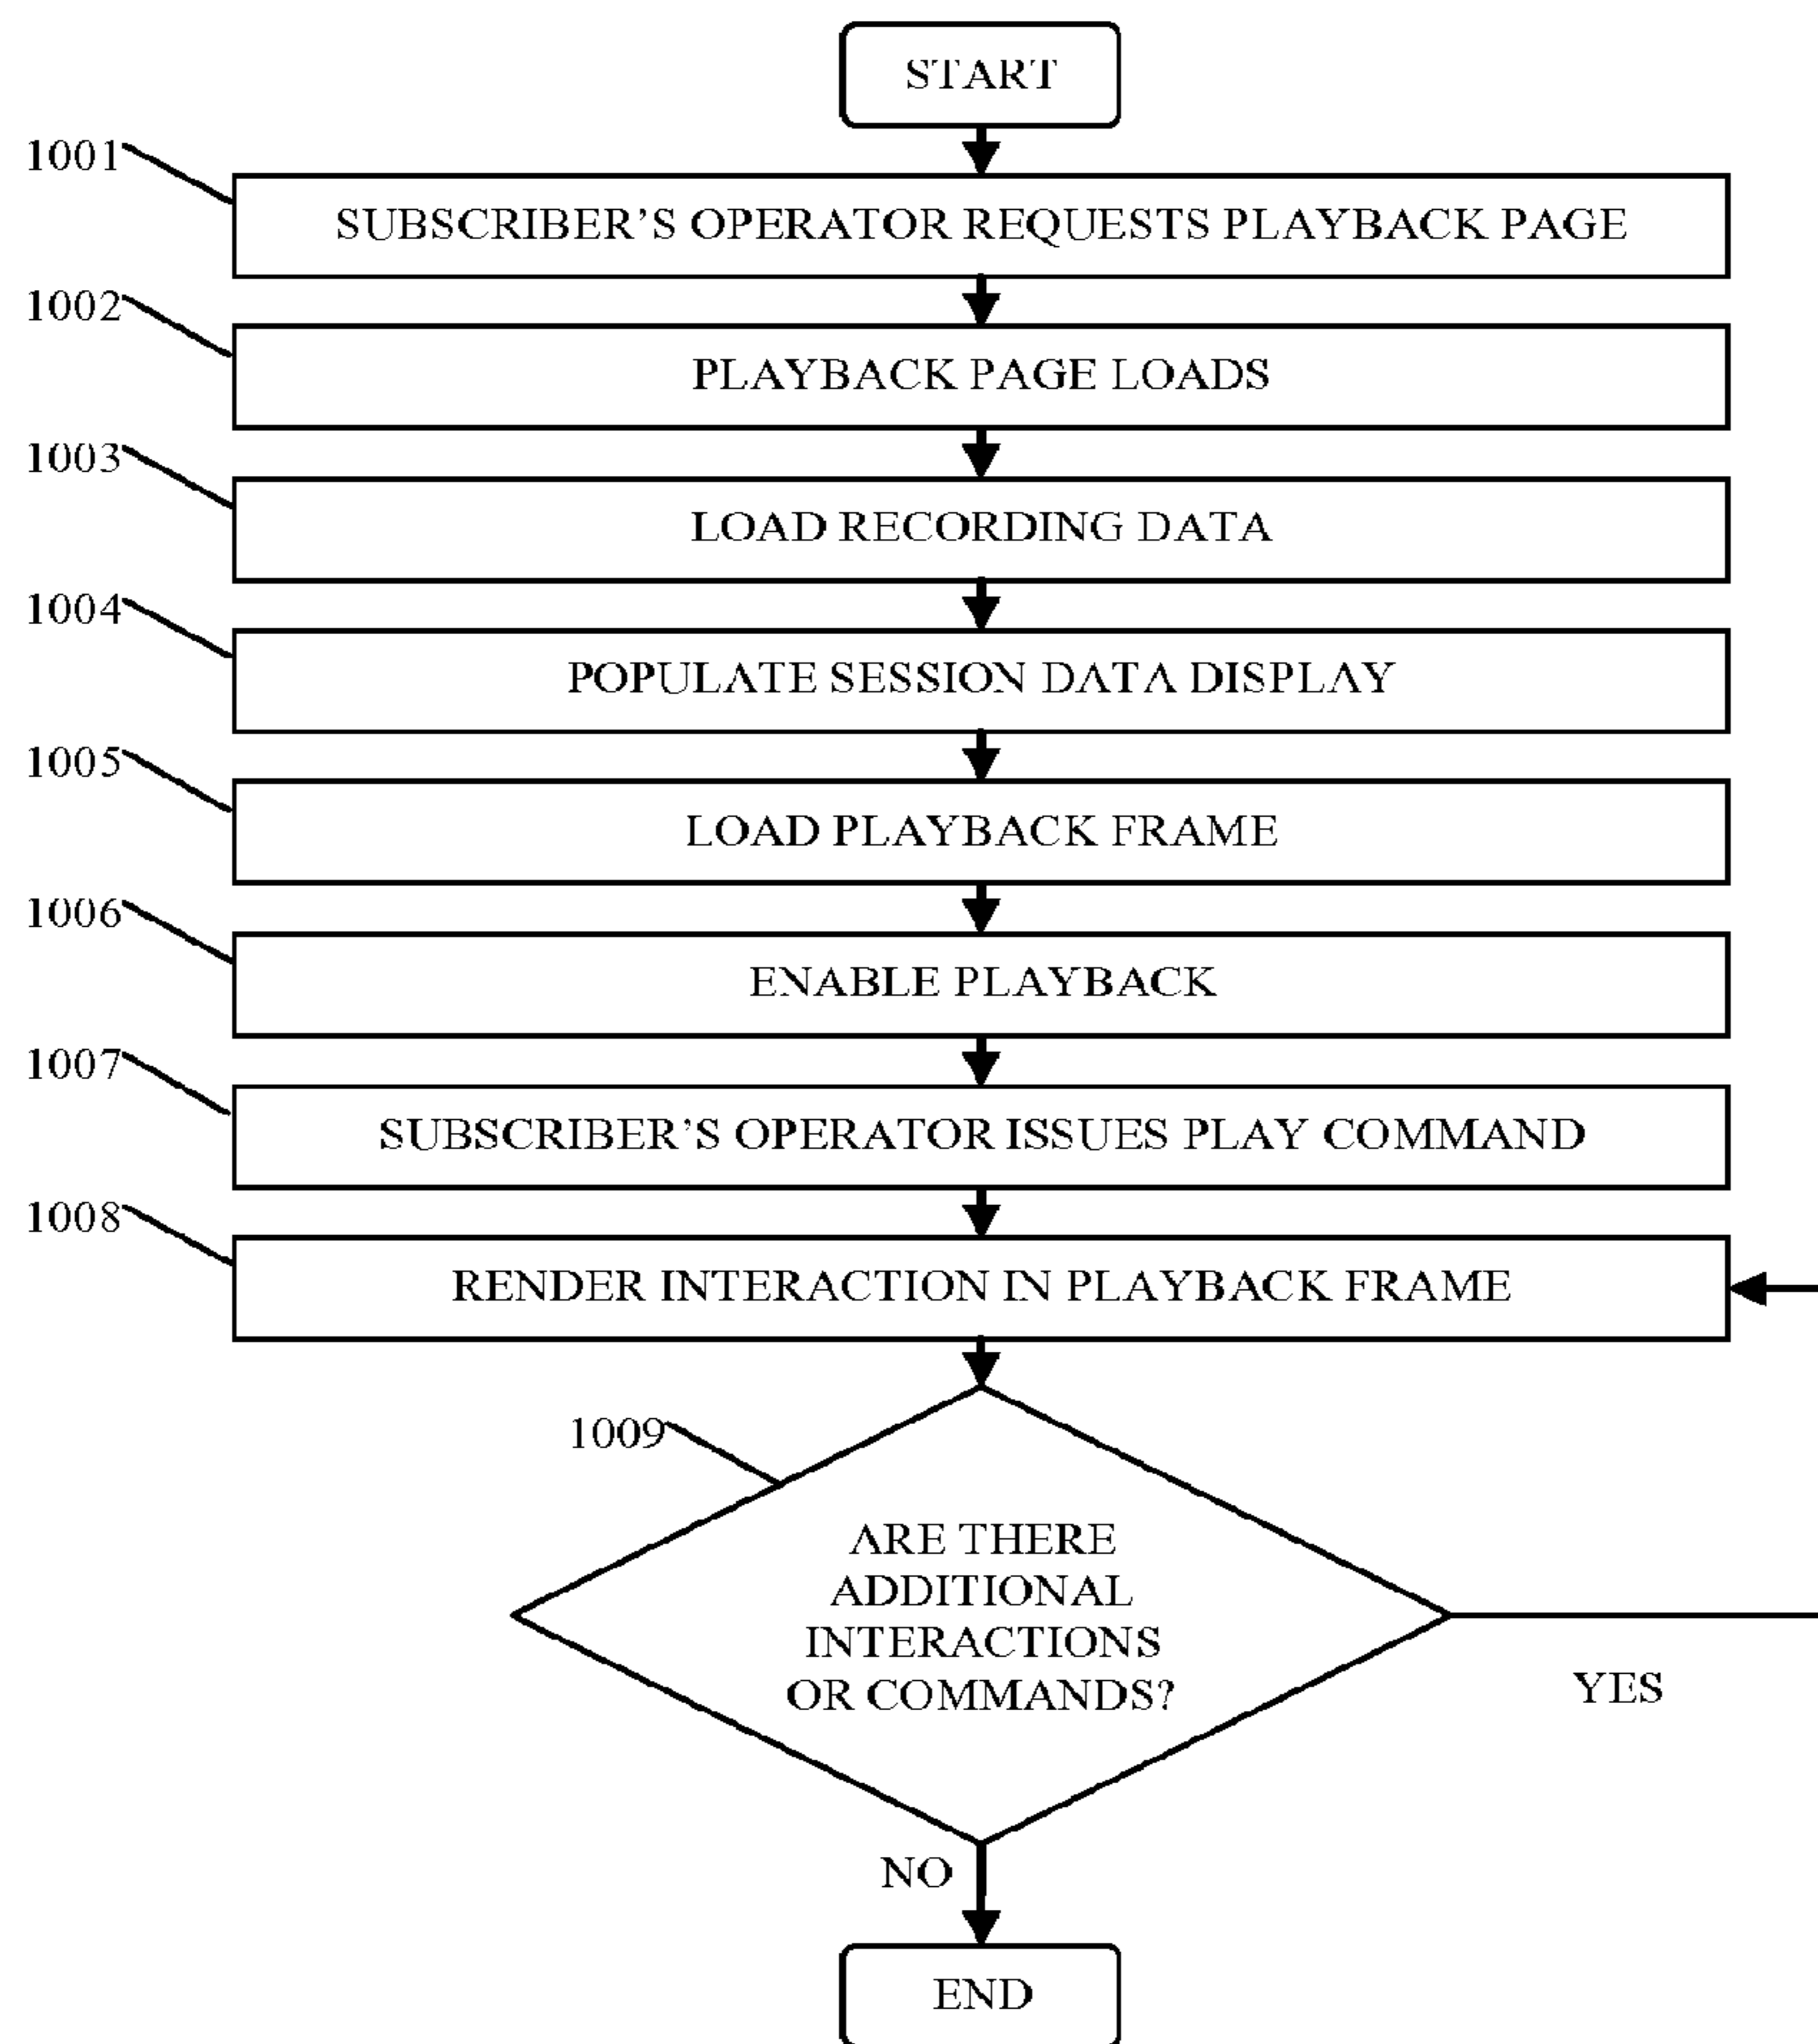 START
1001
SUBSCRIBER’S OPERATOR REQUESTS PLAYBACK PAGE
1002
PLAYBACK PAGE LOADS
1003
LOAD RECORDING DATA
1004
POPULATE SESSION DATA DISPLAY
1005
LOAD PLAYBACK FRAME
1006
ENABLE PLAYBACK
1007
SUBSCRIBER’S OPERATOR ISSUES PLAY COMMAND
1008
RENDER INTERACTION IN PLAYBACK FRAME
1009
ARE THERE
ADDITIONAL
INTERACTIONS
OR COMMANDS?
YES
NO
END